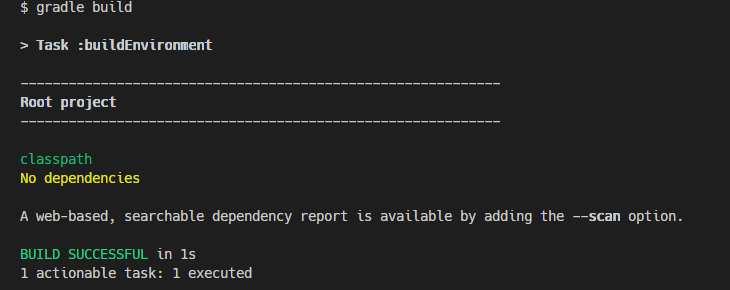 $ gradle build
> Task :buildEnvironment
------------------------------------------------------------
Root project
------------------------------------------------------------
classpath
No dependencies
A web-based, searchable dependency report is available by adding the --scan option.
BUILD SUCCESSFUL in 1s
1 actionable task: 1 executed